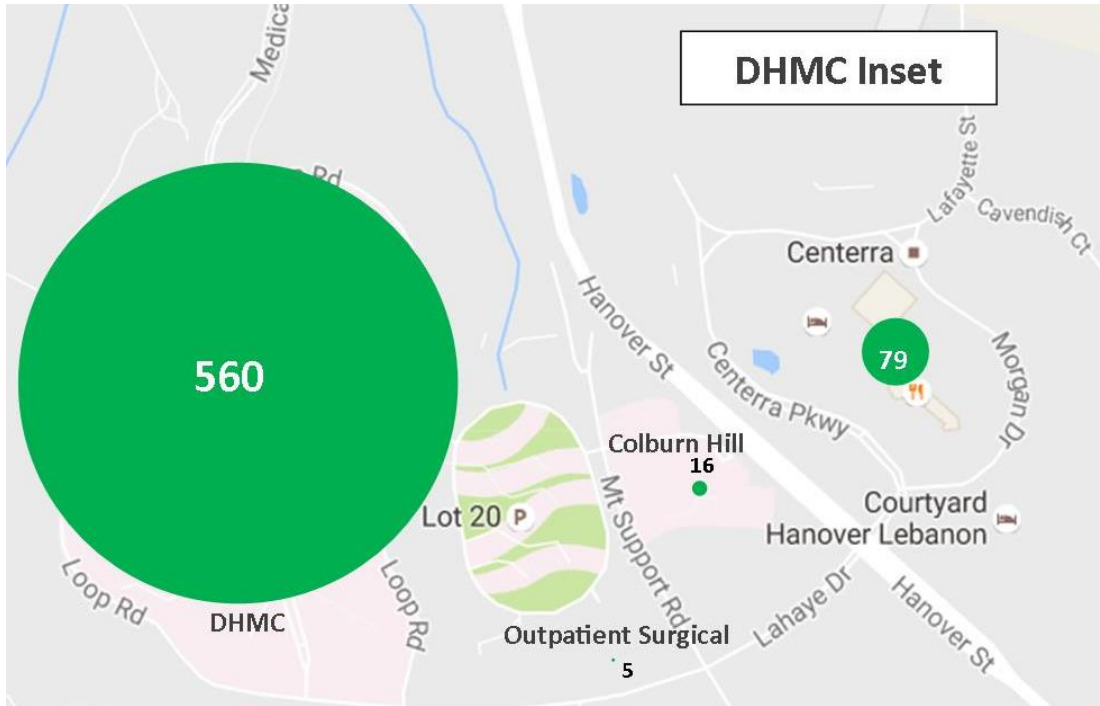 DHMC Inset
Medica
Rd
Lafayette St
Cavendish Ct
Centerra
Hanover St
79
560
Centerra Pkwy
Morgan Dr
Colburn Hill
16
Lot 20 P
Mt Support Rd
Courtyard
Hanover Lebanon
Loop Rd
Loop Rd
DHMC
Lahaye Dr
Hanover St
Outpatient Surgical
5